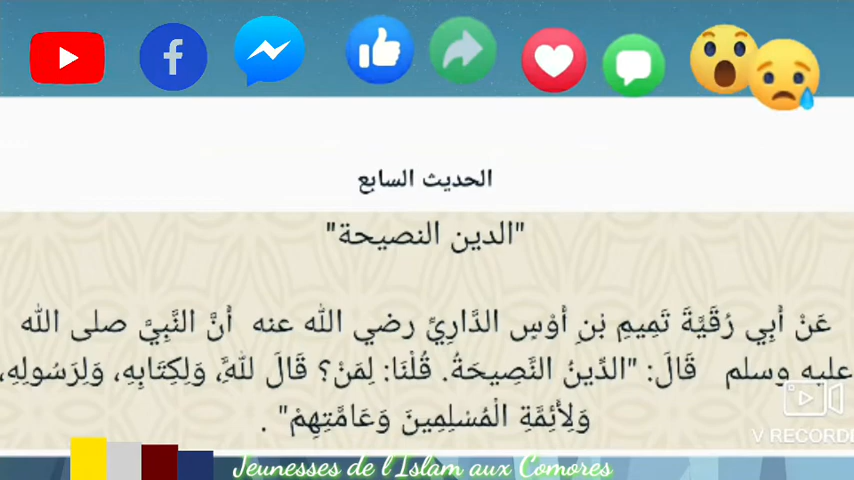 الحديث السابع
"الدين النصيحة"
عَنْ أَبِي رُقَيَّةَ تَمِيمِ بْنِ أَوْسٍ الدَّارِيِّ رضي الله عنه أَنَّ النَّبِيَّ صلى الله
عليه وسلم قَالَ: "الدِّينُ النَّصِيحَةُ. قُلْنَا: لِمَنْ؟ قَالَ لِلَّهِ، وَلِكِتَابِهِ، وَلِرَسُولِهِ،
وَلِأَئِمَّةِ الْمُسْلِمِينَ وَعَامَّتِهِمْ" .
V RECORDE
Jeunesses de l'Islam aux Comores